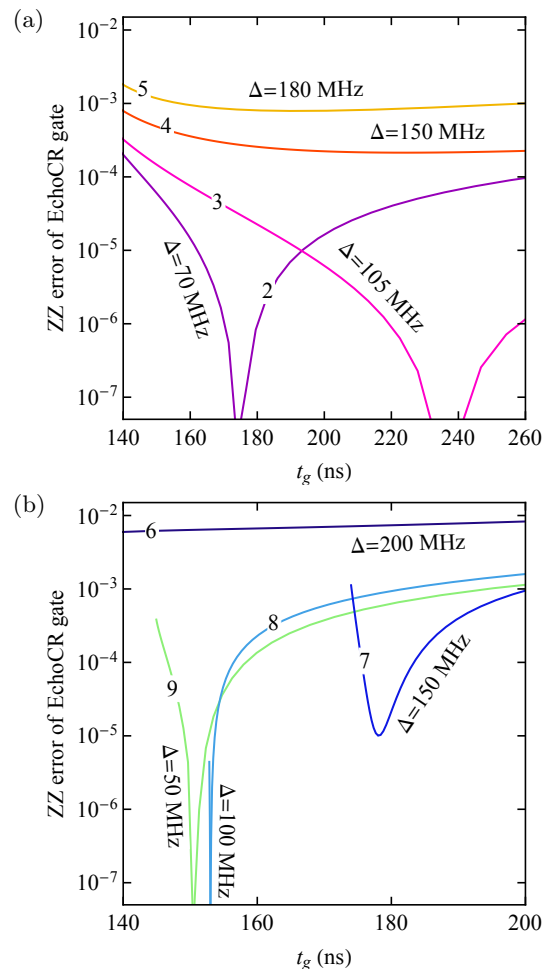 (a)
10⁻²
10⁻³
10⁻⁴
10⁻⁵
10⁻⁶
10⁻⁷
ZZ error of EchoCR gate
5
Δ=180 MHz
4
Δ=150 MHz
3
Δ=70 MHz
2
Δ=105 MHz
140 160 180 200 220 240 260
t_g (ns)
(b)
10⁻²
10⁻³
10⁻⁴
10⁻⁵
10⁻⁶
10⁻⁷
ZZ error of EchoCR gate
6
Δ=200 MHz
8
7
9
Δ=150 MHz
Δ=50 MHz
Δ=100 MHz
140 160 180 200
t_g (ns)